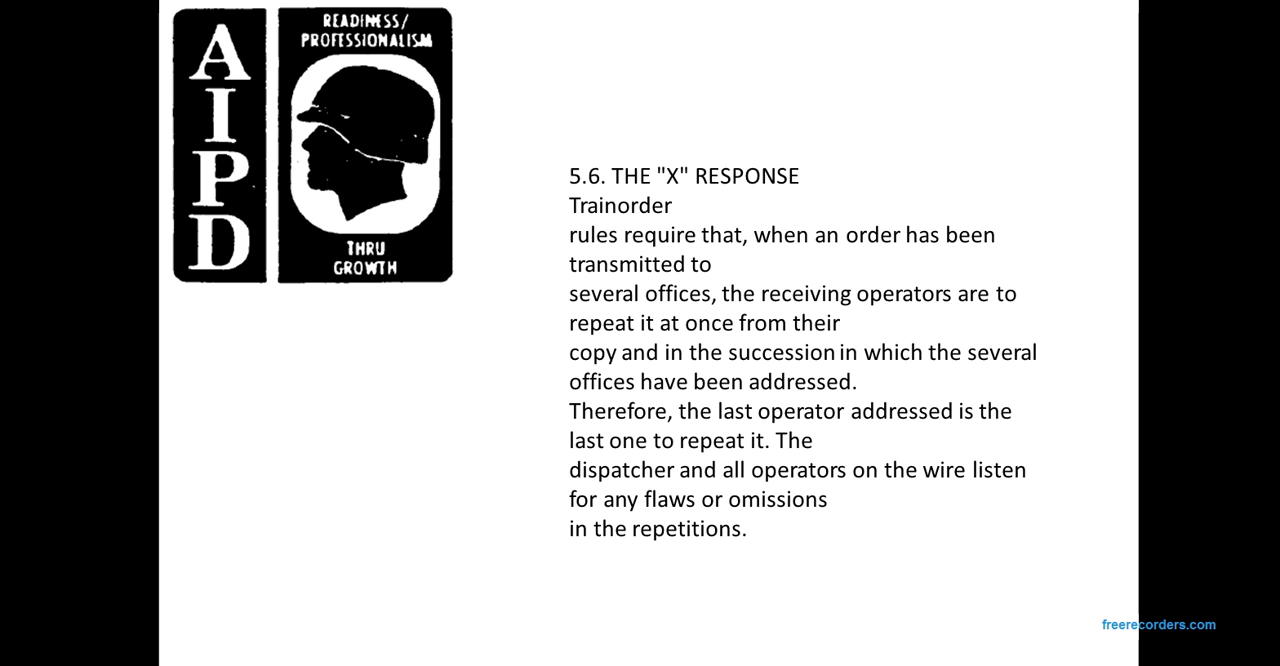 A
I
P
D
READINESS/
PROFESSIONALISM
THRU
GROWTH
5.6. THE "X" RESPONSE
Trainorder
rules require that, when an order has been
transmitted to
several offices, the receiving operators are to
repeat it at once from their
copy and in the succession in which the several
offices have been addressed.
Therefore, the last operator addressed is the
last one to repeat it. The
dispatcher and all operators on the wire listen
for any flaws or omissions
in the repetitions.
freerecorders.com